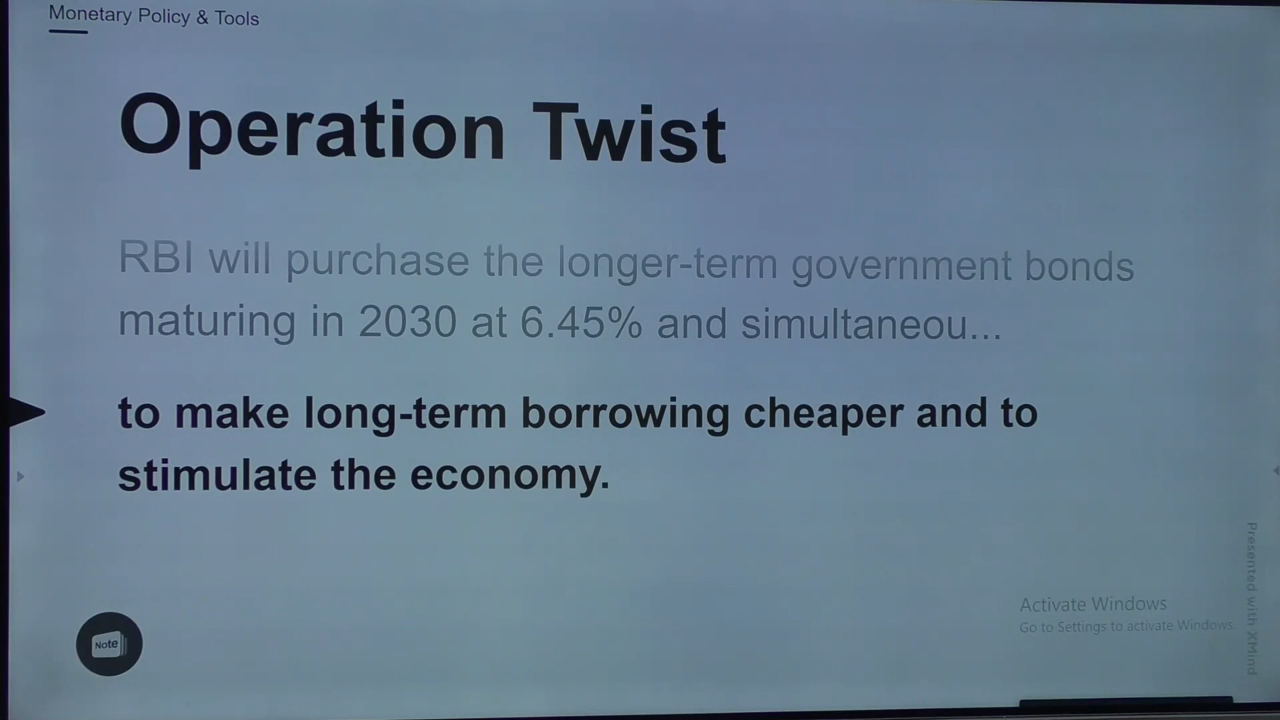 Monetary Policy & Tools
Operation Twist
RBI will purchase the longer-term government bonds
maturing in 2030 at 6.45% and simultaneou...
to make long-term borrowing cheaper and to
stimulate the economy.
Note
Activate Windows
Go to Settings to activate Windows.
Presented with XMind